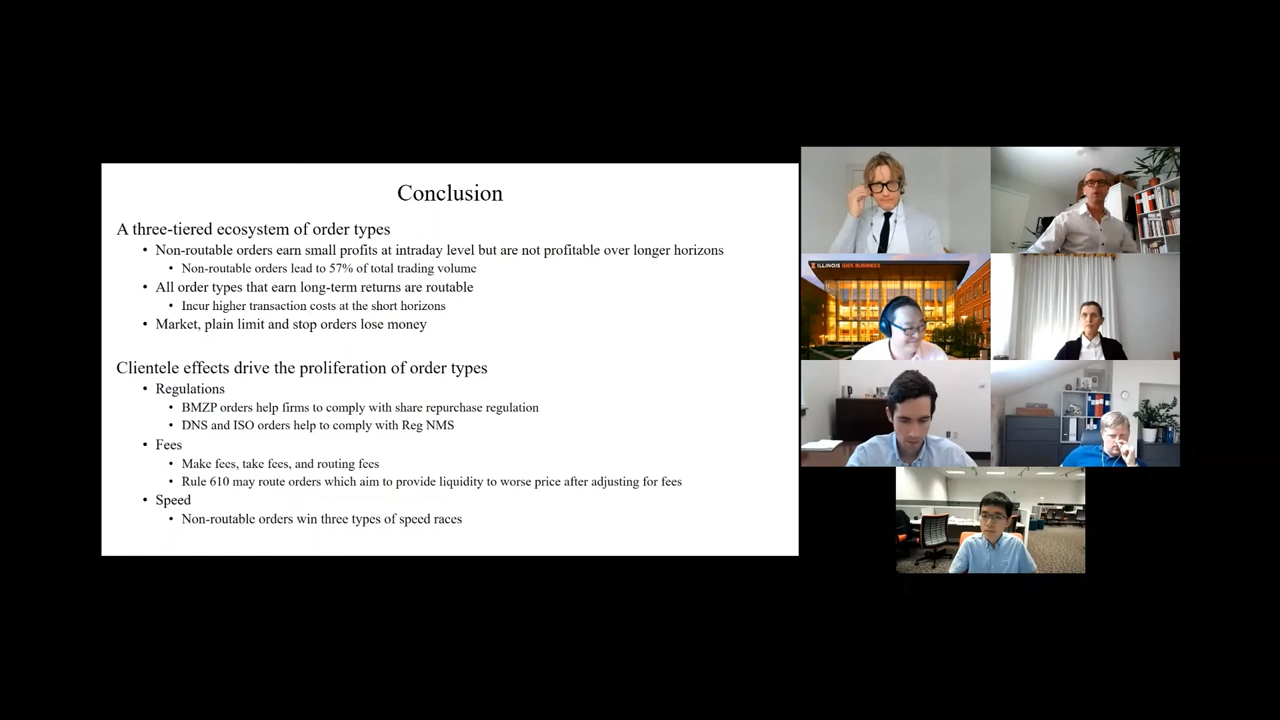 Conclusion
A three-tiered ecosystem of order types
• Non-routable orders earn small profits at intraday level but are not profitable over longer horizons
• Non-routable orders lead to 57% of total trading volume
• All order types that earn long-term returns are routable
• Incur higher transaction costs at the short horizons
• Market, plain limit and stop orders lose money
Clientele effects drive the proliferation of order types
• Regulations
• BMZP orders help firms to comply with share repurchase regulation
• DNS and ISO orders help to comply with Reg NMS
• Fees
• Make fees, take fees, and routing fees
• Rule 610 may route orders which aim to provide liquidity to worse price after adjusting for fees
• Speed
• Non-routable orders win three types of speed races
ILLINOIS GIES BUSINESS